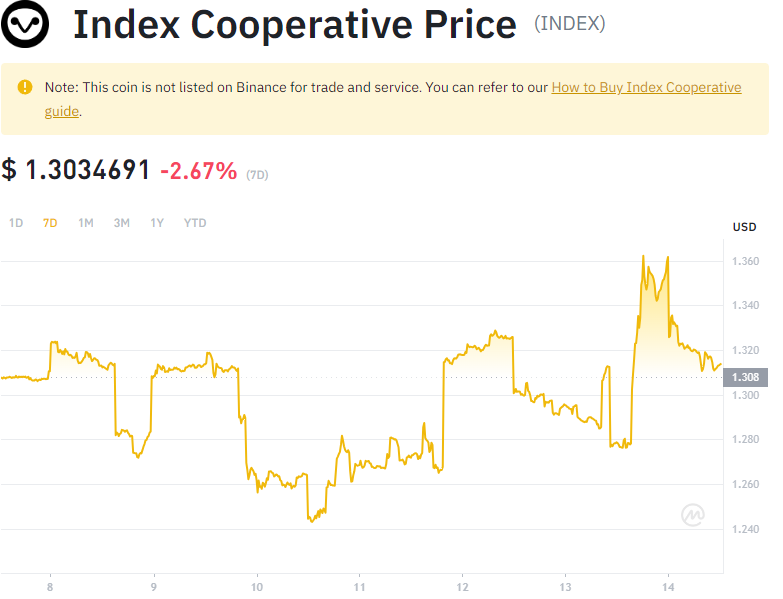 Index Cooperative Price (INDEX)
Note: This coin is not listed on Binance for trade and service. You can refer to our How to Buy Index Cooperative
guide.
$ 1.3034691 -2.67% (7D)
1D 7D 1M 3M 1Y YTD
USD
1.360
1.340
1.320
1.308
1.300
1.280
1.260
1.240
8 9 10 11 12 13 14